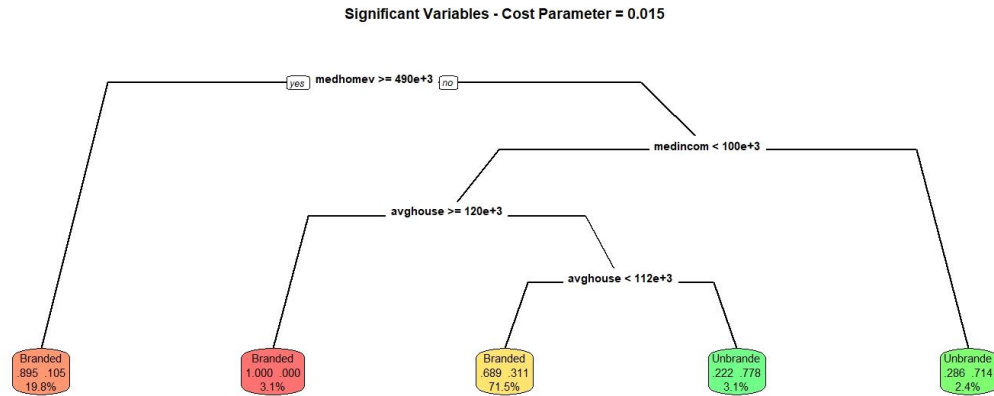 Significant Variables - Cost Parameter = 0.015
medhomev >= 490e+3
yes
no
medincom < 100e+3
avghouse >= 120e+3
avghouse < 112e+3
Branded
.895 .105
19.8%
Branded
1.000 .000
3.1%
Branded
.689 .311
71.5%
Unbrande
.222 .778
3.1%
Unbrande
.286 .714
2.4%